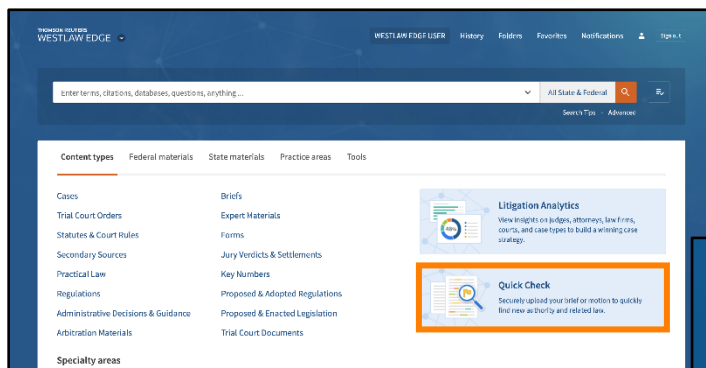 THOMSON REUTERS
WESTLAW EDGE
WESTLAW EDGE USER History Folders Favorites Notifications Sign out
Enter terms, citations, databases, questions, anything ...
All State & Federal
Search Tips Advanced
Content types Federal materials State materials Practice areas Tools
Cases
Trial Court Orders
Statutes & Court Rules
Secondary Sources
Practical Law
Regulations
Administrative Decisions & Guidance
Arbitration Materials
Briefs
Expert Materials
Forms
Jury Verdicts & Settlements
Key Numbers
Proposed & Adopted Regulations
Proposed & Enacted Legislation
Trial Court Documents
Litigation Analytics
View insights on judges, attorneys, law firms,
courts, and case types to build a winning case
strategy.
Quick Check
Securely upload your brief or motion to quickly
find new authority and related law.
Specialty areas